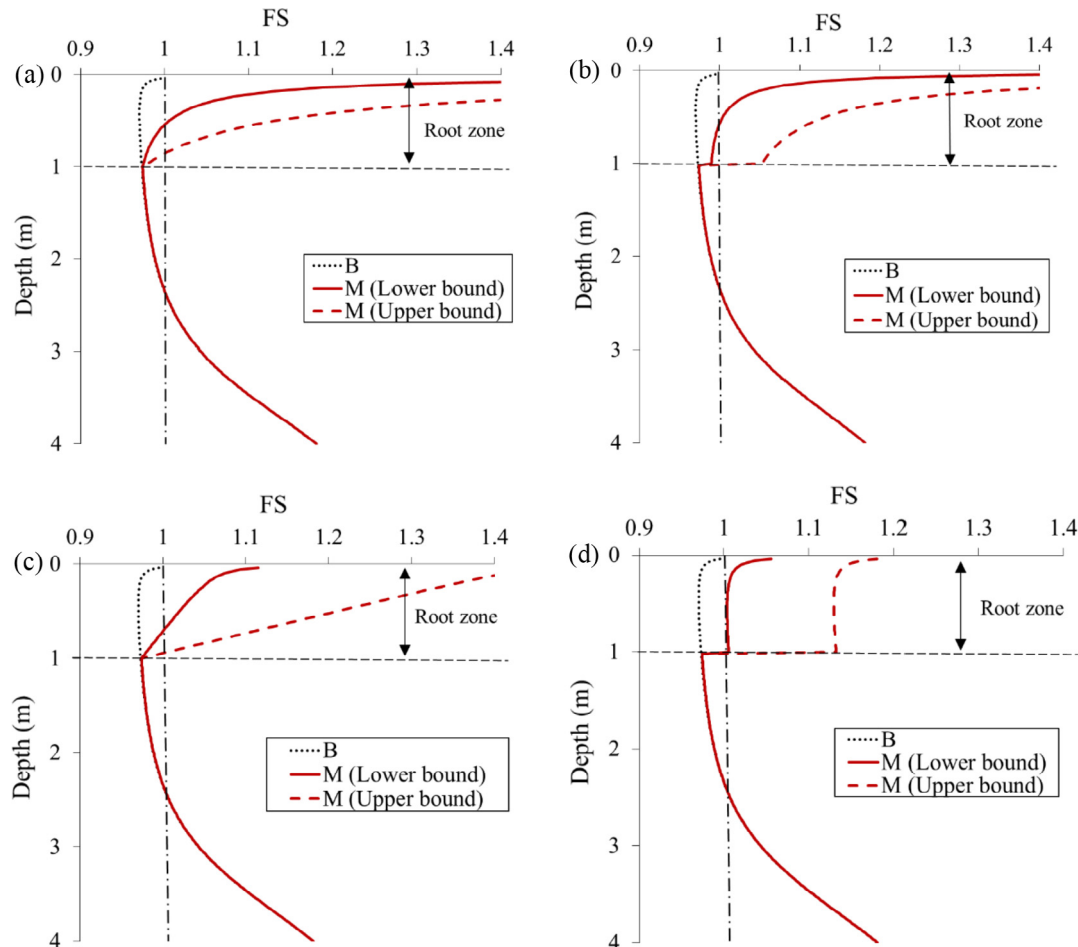 FS
0.9 1 1.1 1.2 1.3 1.4
(a)
0
Root zone
1
Depth (m)
2
B
M (Lower bound)
M (Upper bound)
3
4
FS
0.9 1 1.1 1.2 1.3 1.4
(b)
0
Root zone
1
Depth (m)
2
B
M (Lower bound)
M (Upper bound)
3
4
FS
0.9 1 1.1 1.2 1.3 1.4
(c)
0
Root zone
1
Depth (m)
2
B
M (Lower bound)
M (Upper bound)
3
4
FS
0.9 1 1.1 1.2 1.3 1.4
(d)
0
Root zone
1
Depth (m)
2
B
M (Lower bound)
M (Upper bound)
3
4